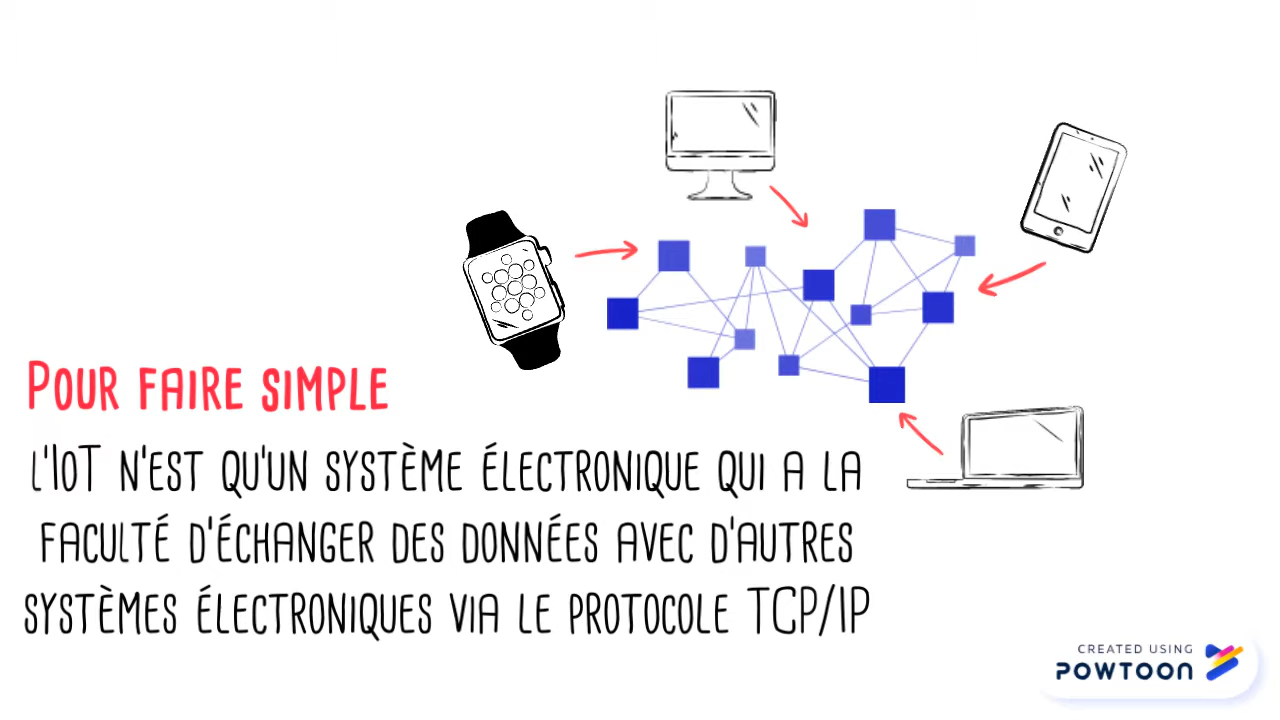 Pour faire simple
l'IoT n'est qu'un système électronique qui a la
faculté d'échanger des données avec d'autres
systèmes électroniques via le protocole TCP/IP
CREATED USING
POWTOON